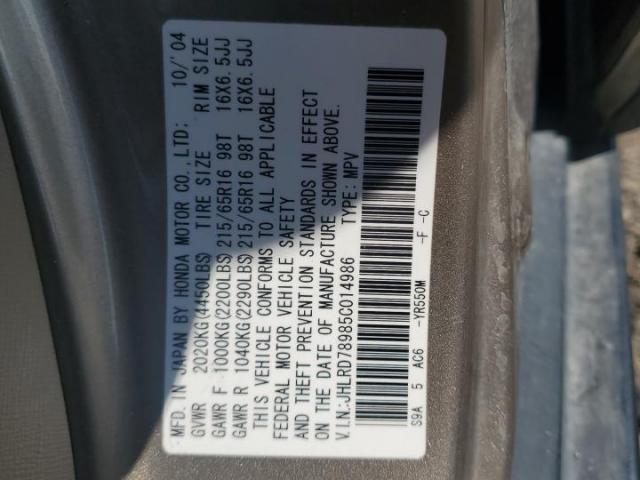 MFD. IN JAPAN BY HONDA MOTOR CO., LTD: 10/'04
GVWR 2020KG(4450LBS) TIRE SIZE RIM SIZE
GAWR F 1000KG(2200LBS)215/65R16 98T 16X6.5JJ
GAWR R 1040KG(2290LBS)215/65R16 98T 16X6.5JJ
THIS VEHICLE CONFORMS TO ALL APPLICABLE
FEDERAL MOTOR VEHICLE SAFETY
AND THEFT PREVENTION STANDARDS IN EFFECT
ON THE DATE OF MANUFACTURE SHOWN ABOVE.
V.I.N.:JHLRD78985C014986 TYPE: MPV
S9A 5 AC6 -YR550M -F -C